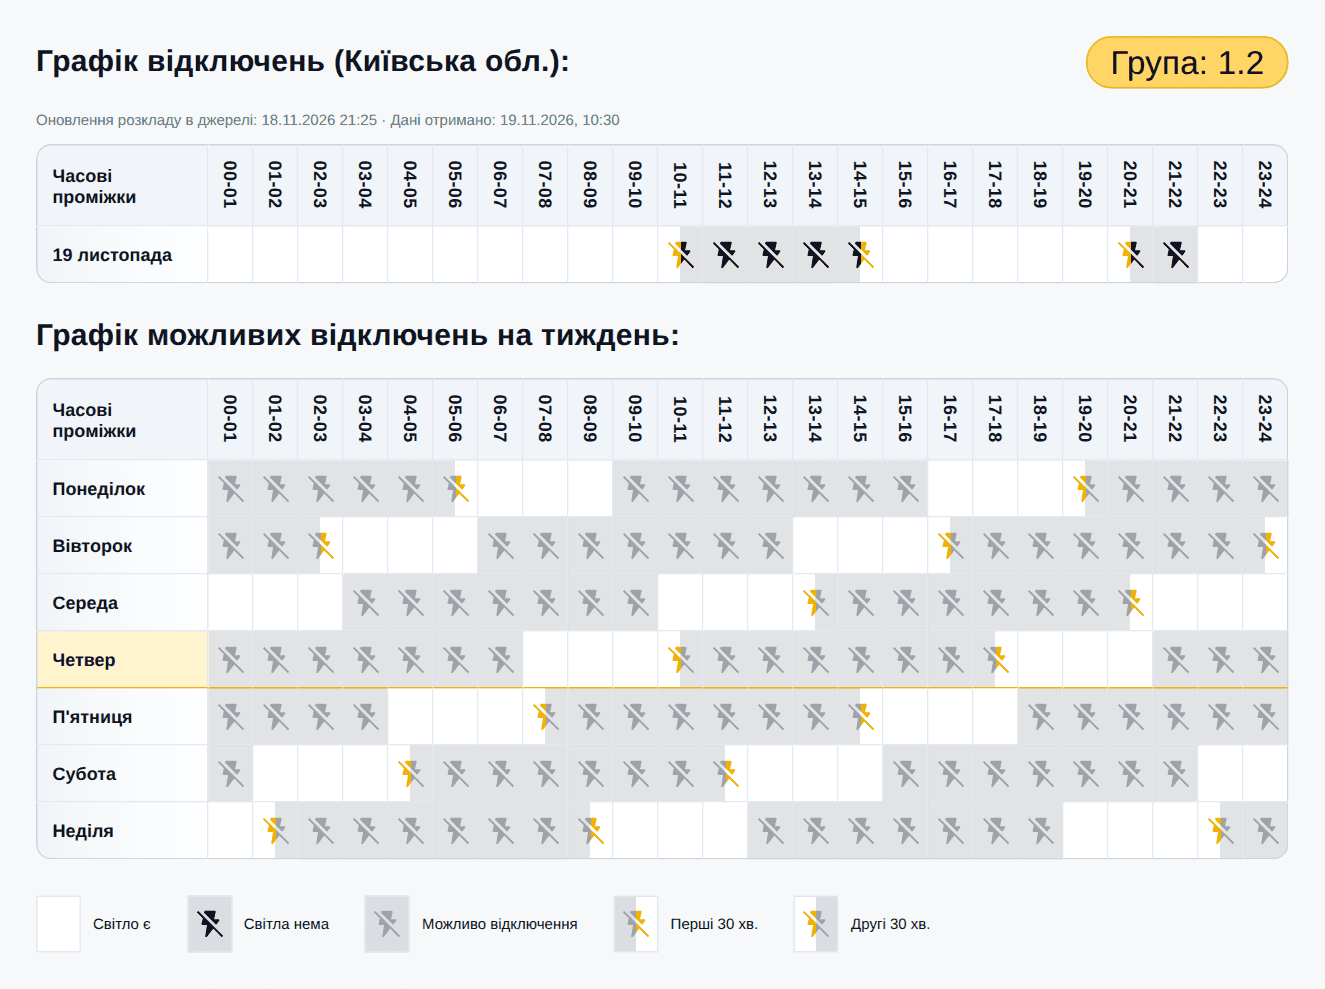 Графік відключень (Київська обл.):
Група: 1.2
Оновлення розкладу в джерелі: 18.11.2026 21:25 · Дані отримано: 19.11.2026, 10:30
Часові проміжки 00-01 01-02 02-03 03-04 04-05 05-06 06-07 07-08 08-09 09-10 10-11 11-12 12-13 13-14 14-15 15-16 16-17 17-18 18-19 19-20 20-21 21-22 22-23 23-24
19 листопада
Графік можливих відключень на тиждень:
Часові проміжки 00-01 01-02 02-03 03-04 04-05 05-06 06-07 07-08 08-09 09-10 10-11 11-12 12-13 13-14 14-15 15-16 16-17 17-18 18-19 19-20 20-21 21-22 22-23 23-24
Понеділок
Вівторок
Середа
Четвер
П'ятниця
Субота
Неділя
Світло є Світла нема Можливо відключення Перші 30 хв. Другі 30 хв.